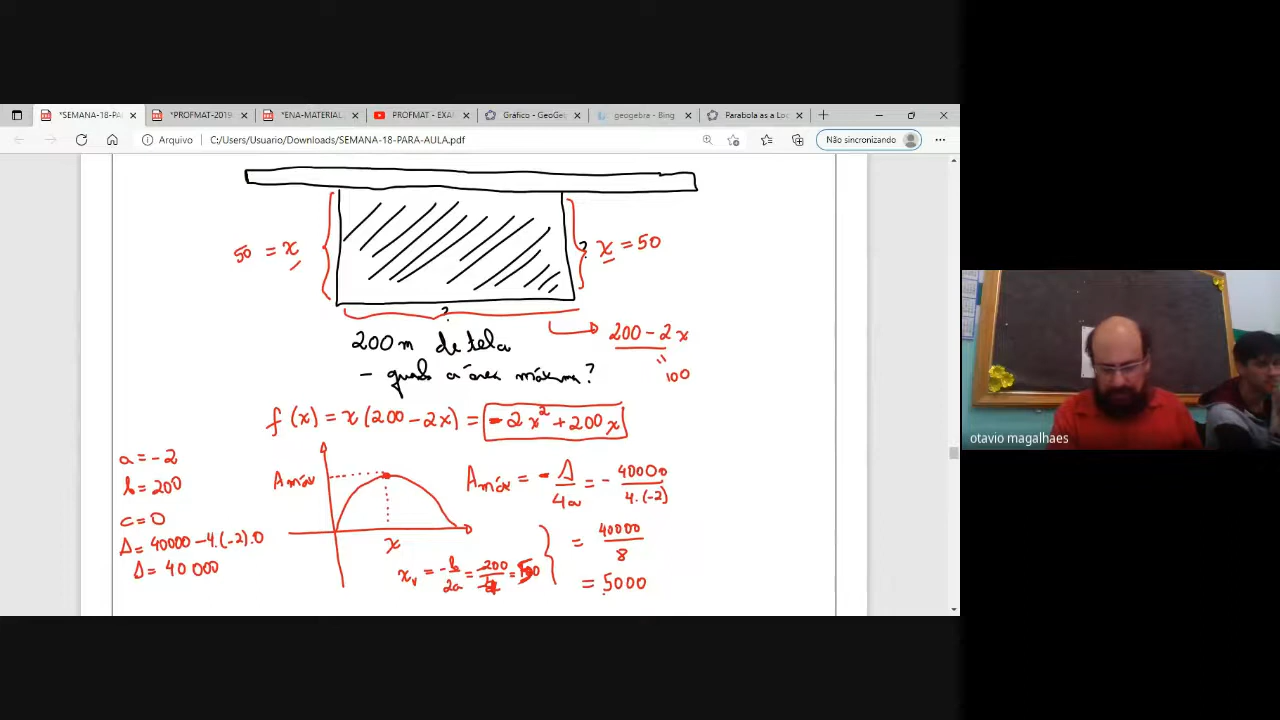 *SEMANA-18-PA
*PROFMAT-2019
*ENA-MATERIAL
PROFMAT - EXA
Gráfico - GeoGe
geogebra - Bing
Parabola as a Loc
Arquivo
C:/Users/Usuario/Downloads/SEMANA-18-PARA-AULA.pdf
Não sincronizando
50 = x
? x = 50
?
200 - 2x
"
100
200 m de tela
- qual a área máxima?
f(x) = x(200 - 2x) = -2x² + 200x
a = -2
b = 200
c = 0
Δ = 40000 - 4.(-2).0
Δ = 40 000
A máx
x
A máx = - Δ/4a = - 40000/4.(-2)
= 40000/8
= 5000
xv = -b/2a = -200/-4 = 50
otavio magalhaes